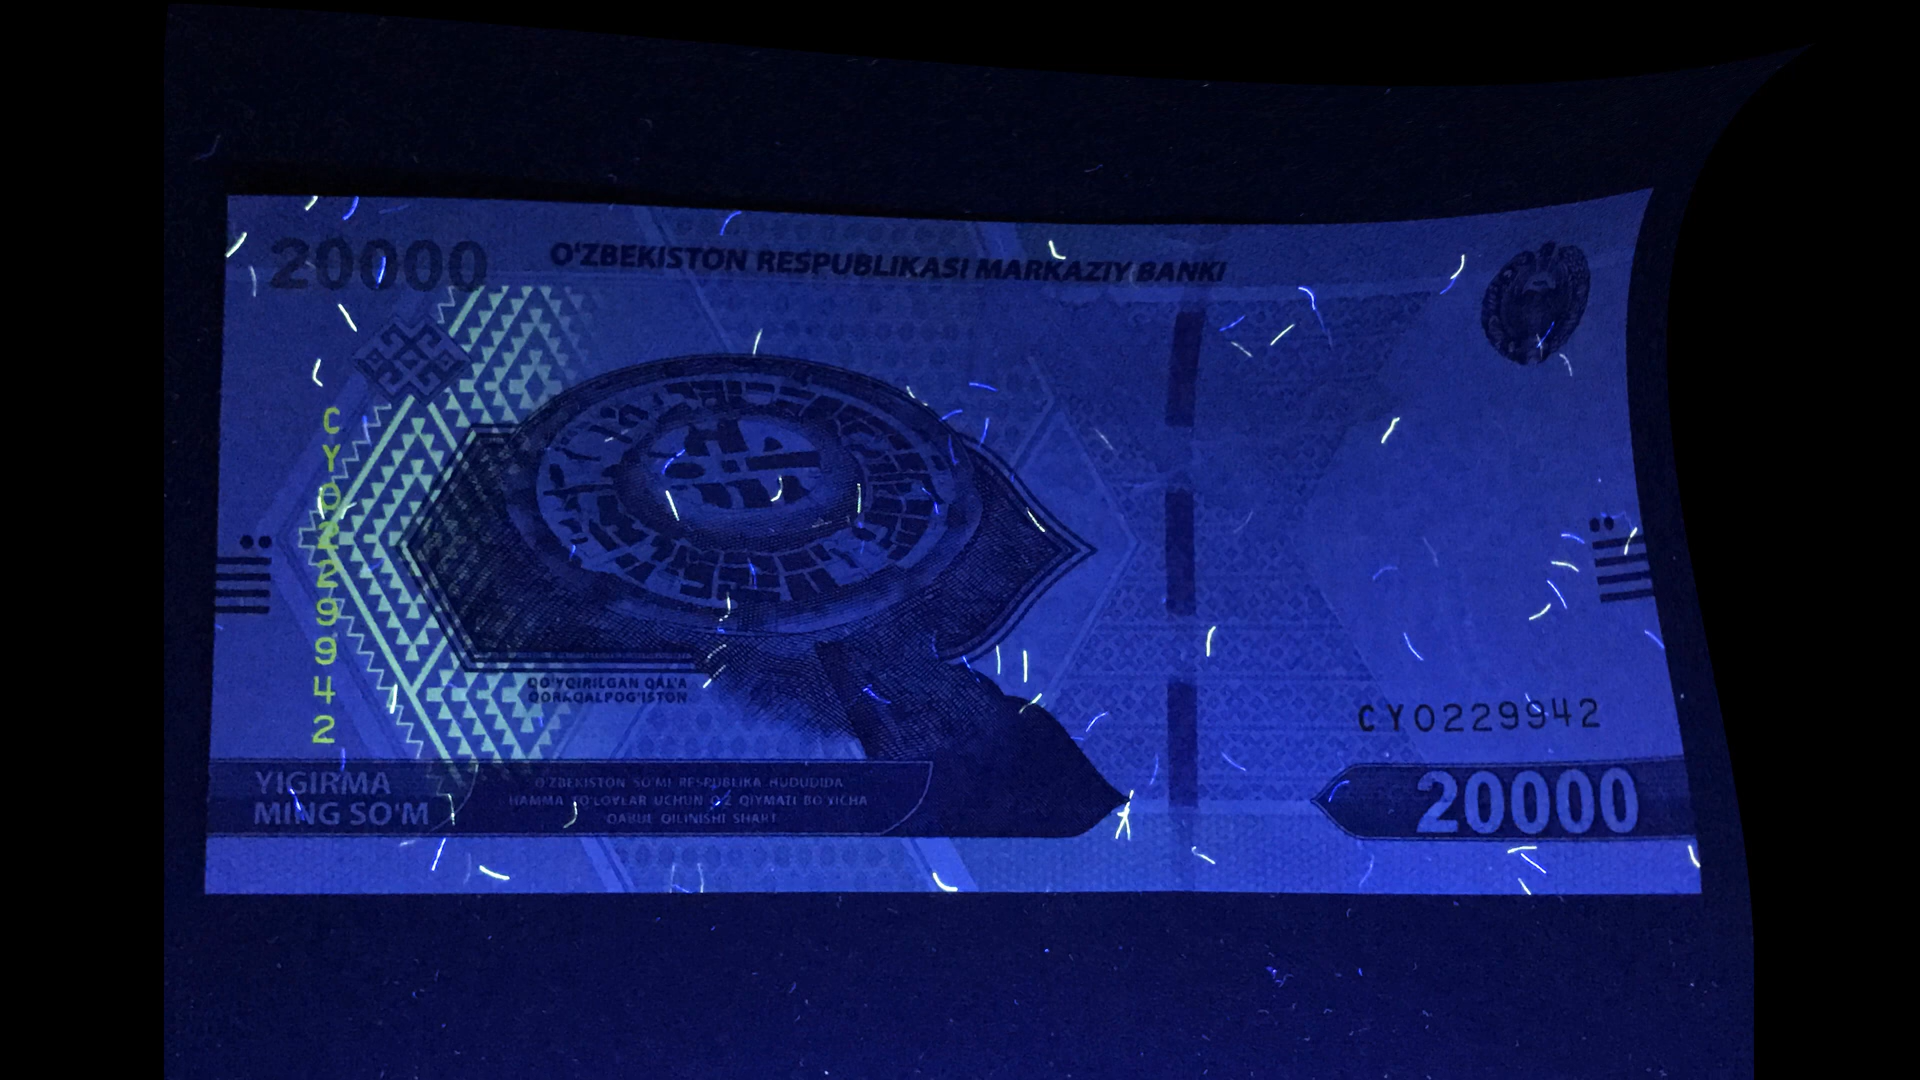 20000
O'ZBEKISTON RESPUBLIKASI MARKAZIY BANKI
CY0229942
QO'YQIRILGAN QAL'A
QORAQALPOG'ISTON
CY0229942
YIGIRMA
MING SO'M
O'ZBEKISTON SO'MI RESPUBLIKA HUDUDIDA
HAMMA TO'LOVLAR UCHUN O'Z QIYMATI BO'YICHA
QABUL QILINISHI SHART
20000